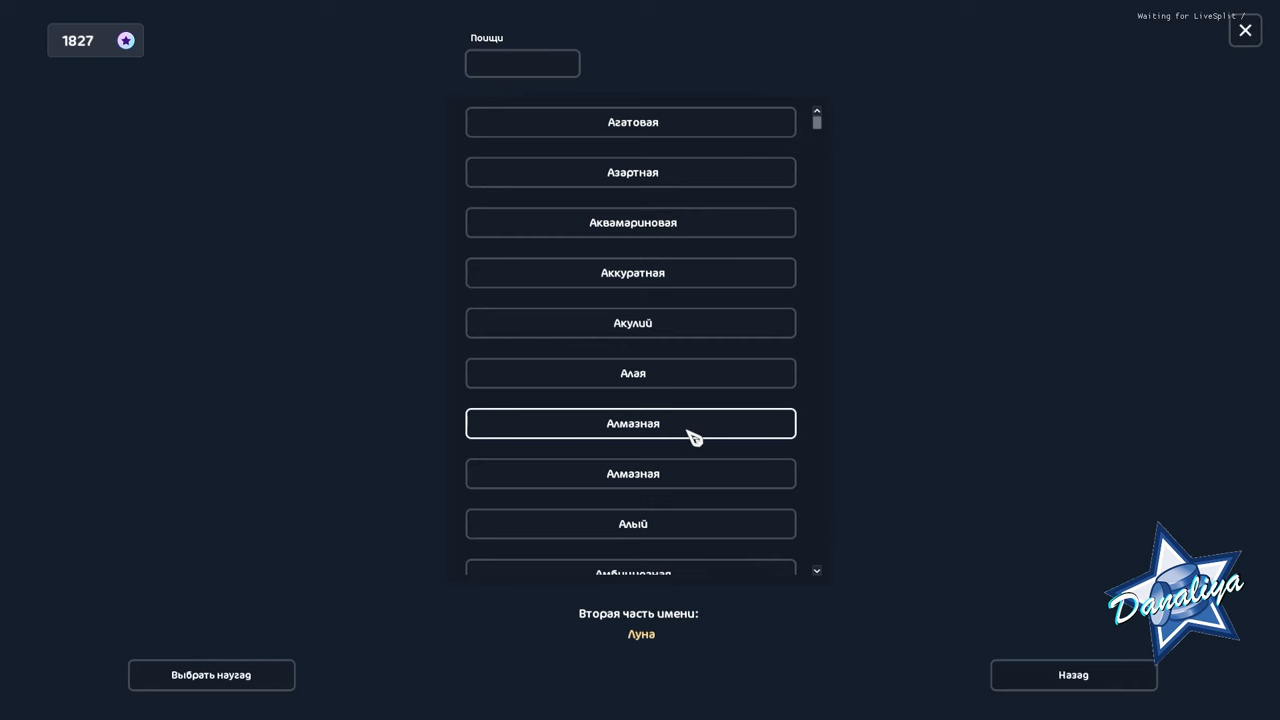 Waiting for LiveSplit /
1827
Поищи
Агатовая
Азартная
Аквамариновая
Аккуратная
Акулий
Алая
Алмазная
Алмазная
Алый
Амбициозная
Вторая часть имени:
Луна
Danaliya
Выбрать наугад
Назад